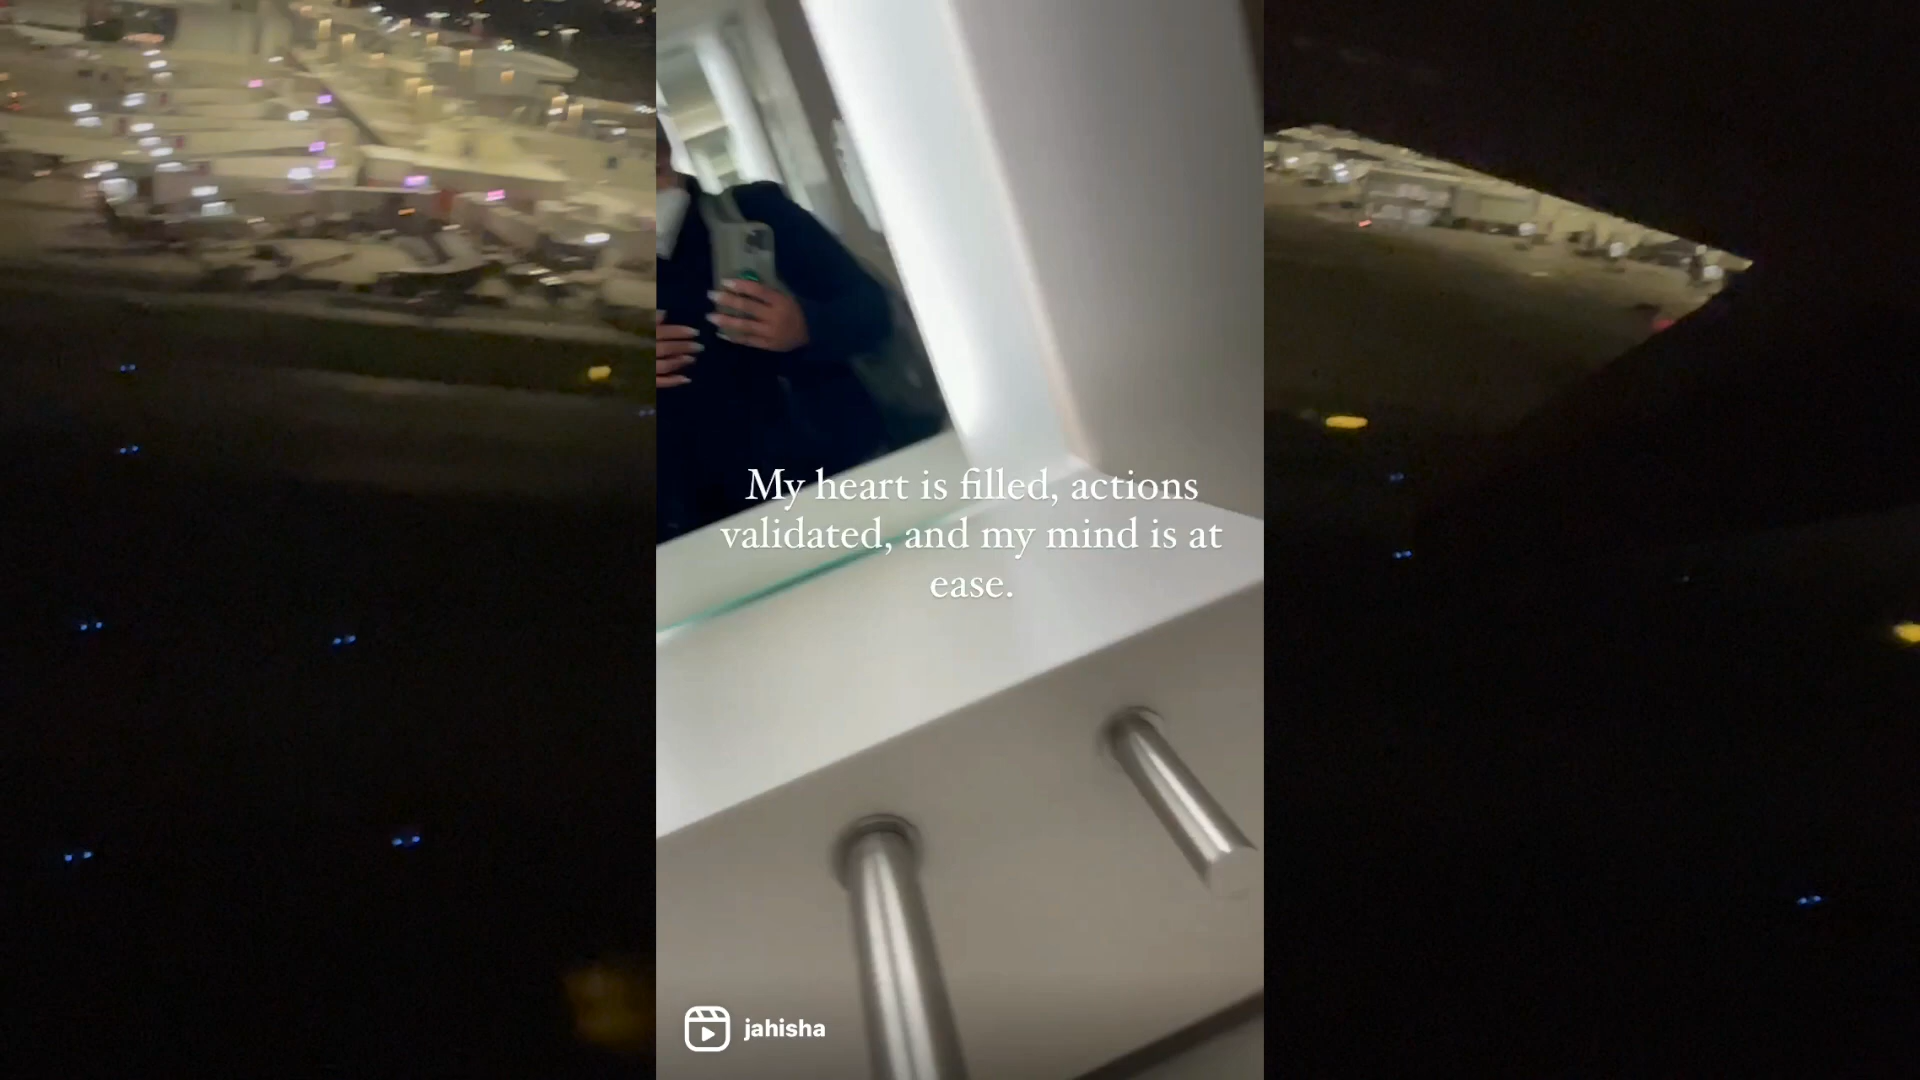 My heart is filled, actions
validated, and my mind is at
ease.
jahisha